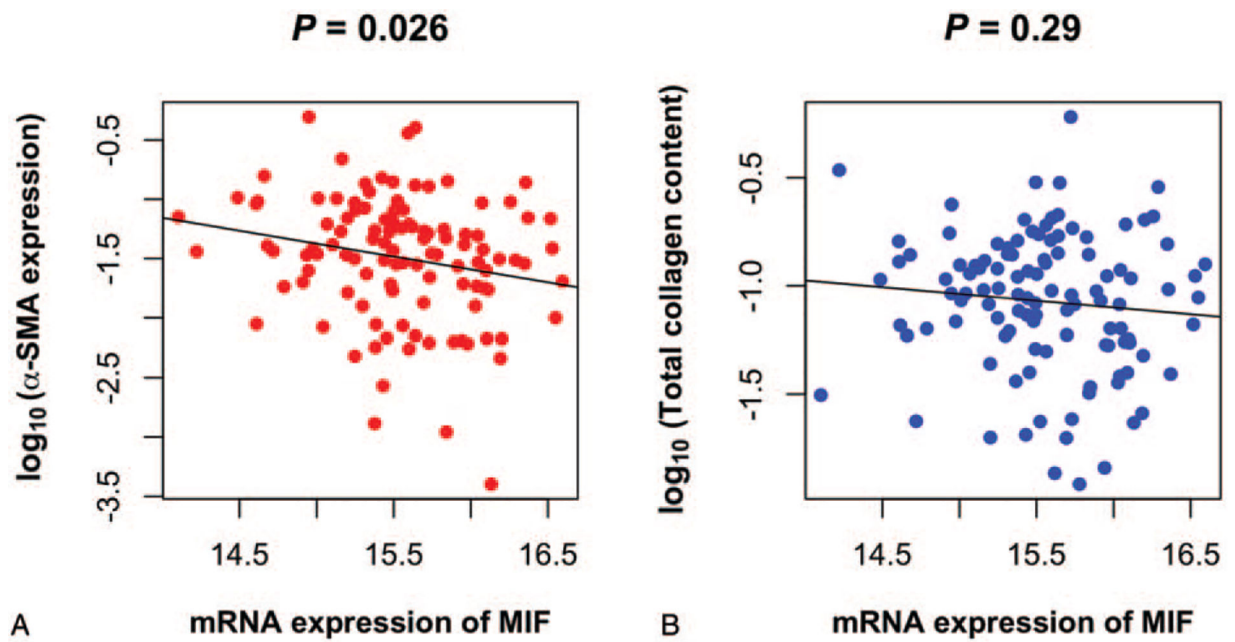 P = 0.026
log10 (α-SMA expression)
-0.5
-1.5
-2.5
-3.5
14.5 15.5 16.5
mRNA expression of MIF
A
P = 0.29
log10 (Total collagen content)
-0.5
-1.0
-1.5
14.5 15.5 16.5
mRNA expression of MIF
B